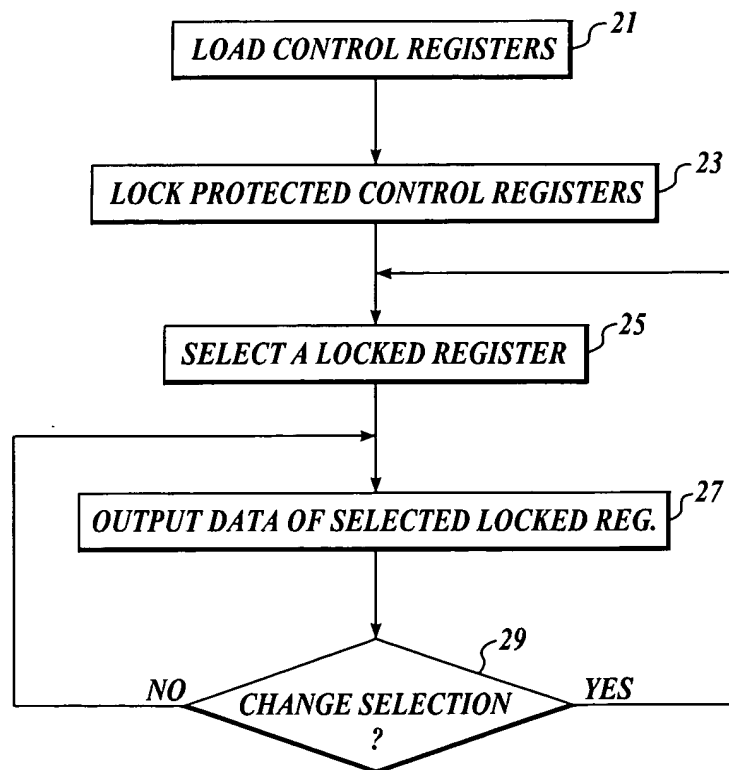 21
LOAD CONTROL REGISTERS
23
LOCK PROTECTED CONTROL REGISTERS
25
SELECT A LOCKED REGISTER
27
OUTPUT DATA OF SELECTED LOCKED REG.
29
NO
CHANGE SELECTION
?
YES